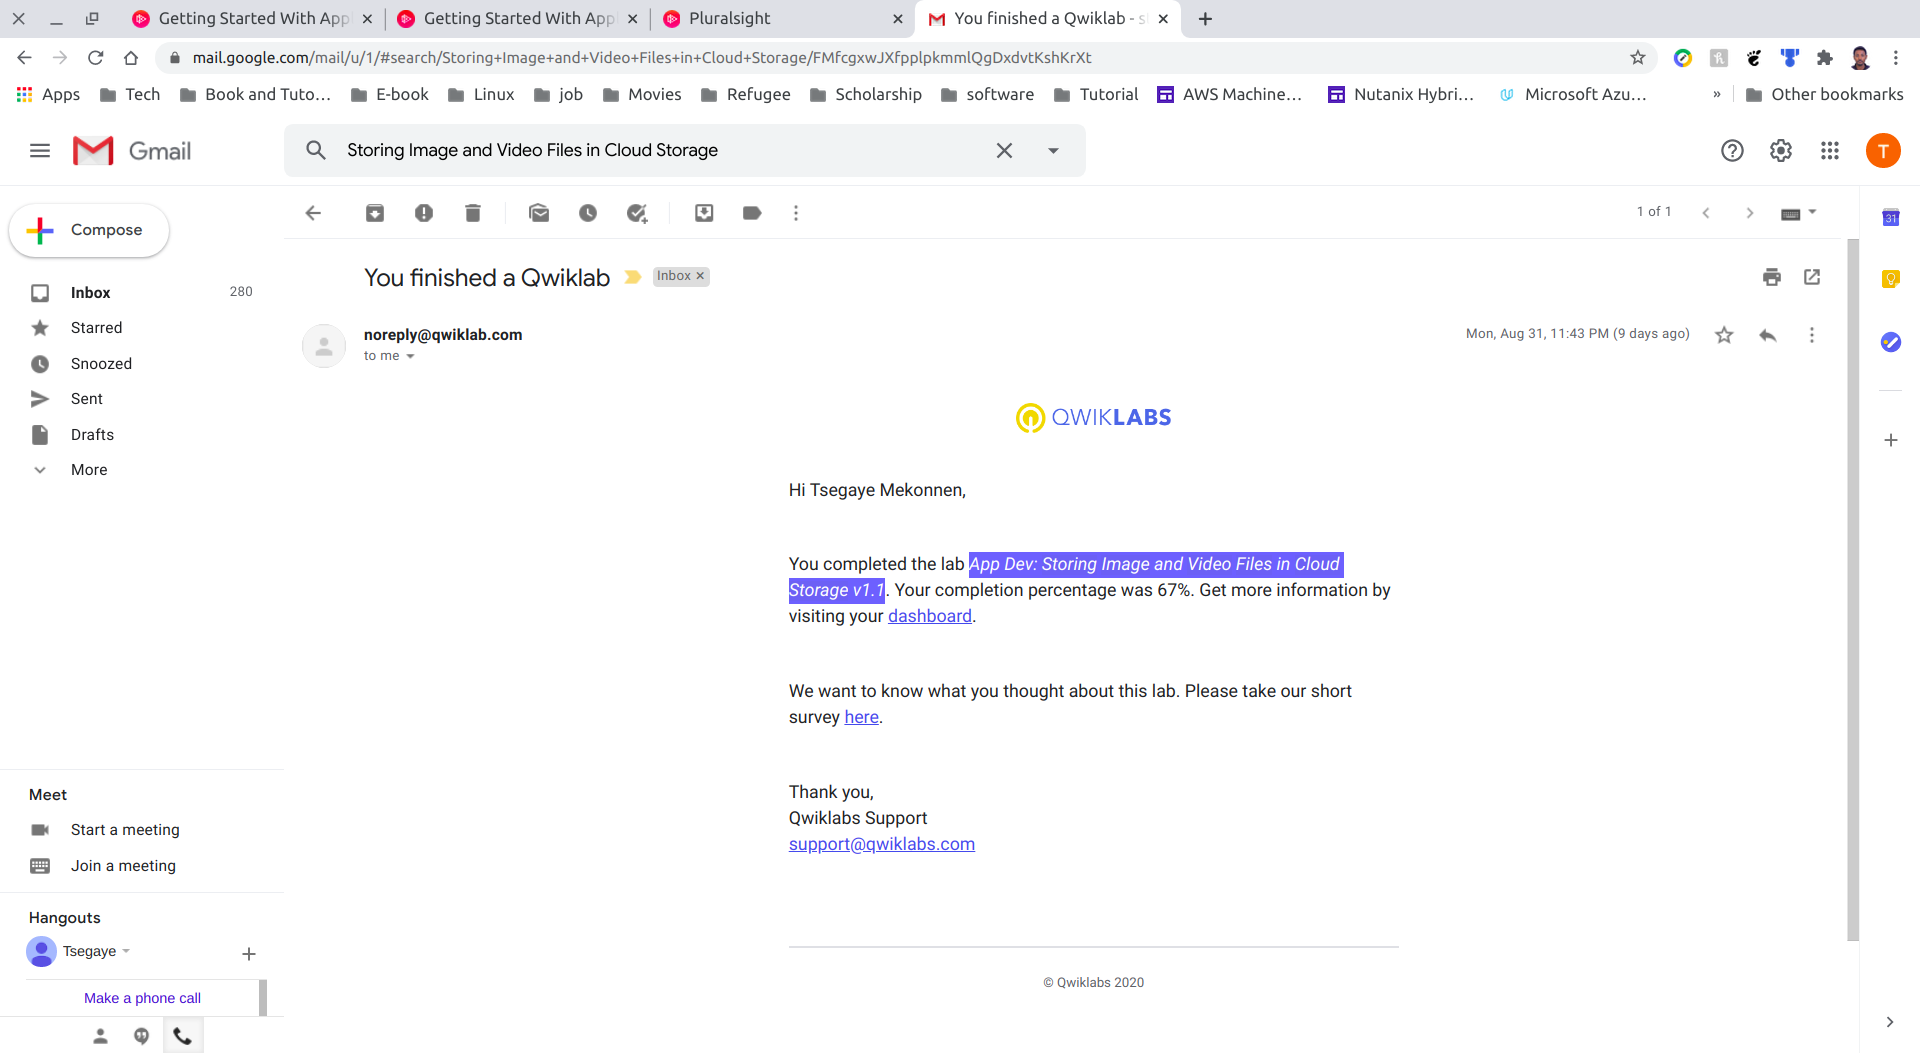 Getting Started With Appl
Getting Started With Appl
Pluralsight
You finished a Qwiklab - s
mail.google.com/mail/u/1/#search/Storing+Image+and+Video+Files+in+Cloud+Storage/FMfcgxwJXfpplpkmmlQgDxdvtKshKrXt
Apps Tech Book and Tuto... E-book Linux job Movies Refugee Scholarship software Tutorial AWS Machine... Nutanix Hybri... Microsoft Azu... » Other bookmarks
Gmail
Storing Image and Video Files in Cloud Storage
T
Compose
1 of 1
31
You finished a Qwiklab Inbox ×
Inbox 280
Starred
Snoozed
Sent
Drafts
More
noreply@qwiklab.com
Mon, Aug 31, 11:43 PM (9 days ago)
to me
QWIKLABS
Hi Tsegaye Mekonnen,
You completed the lab App Dev: Storing Image and Video Files in Cloud
Storage v1.1. Your completion percentage was 67%. Get more information by
visiting your dashboard.
We want to know what you thought about this lab. Please take our short
survey here.
Thank you,
Qwiklabs Support
support@qwiklabs.com
© Qwiklabs 2020
Meet
Start a meeting
Join a meeting
Hangouts
Tsegaye
Make a phone call